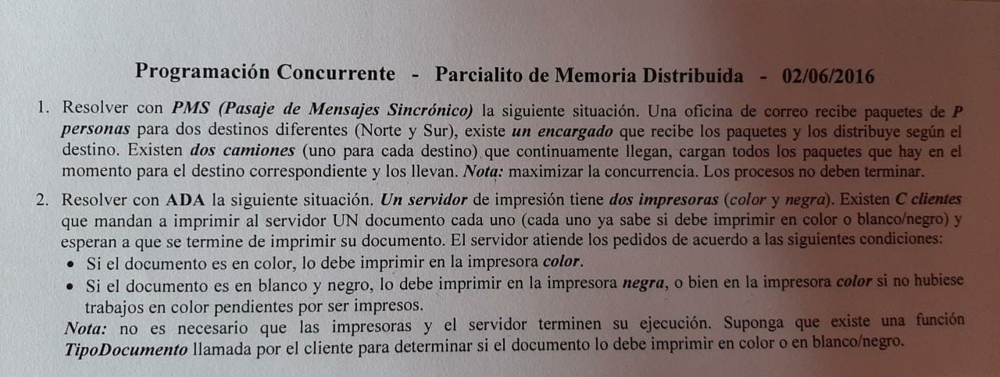 Programación Concurrente - Parcialito de Memoria Distribuida - 02/06/2016
1. Resolver con PMS (Pasaje de Mensajes Sincrónico) la siguiente situación. Una oficina de correo recibe paquetes de P
personas para dos destinos diferentes (Norte y Sur), existe un encargado que recibe los paquetes y los distribuye según el
destino. Existen dos camiones (uno para cada destino) que continuamente llegan, cargan todos los paquetes que hay en el
momento para el destino correspondiente y los llevan. Nota: maximizar la concurrencia. Los procesos no deben terminar.
2. Resolver con ADA la siguiente situación. Un servidor de impresión tiene dos impresoras (color y negra). Existen C clientes
que mandan a imprimir al servidor UN documento cada uno (cada uno ya sabe si debe imprimir en color o blanco/negro) y
esperan a que se termine de imprimir su documento. El servidor atiende los pedidos de acuerdo a las siguientes condiciones:
• Si el documento es en color, lo debe imprimir en la impresora color.
• Si el documento es en blanco y negro, lo debe imprimir en la impresora negra, o bien en la impresora color si no hubiese
trabajos en color pendientes por ser impresos.
Nota: no es necesario que las impresoras y el servidor terminen su ejecución. Suponga que existe una función
TipoDocumento llamada por el cliente para determinar si el documento lo debe imprimir en color o en blanco/negro.